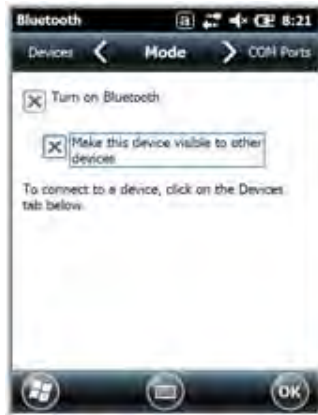 Bluetooth 8:21
Devices Mode COM Ports
Turn on Bluetooth
Make this device visible to other
devices
To connect to a device, click on the Devices
tab below.
OK